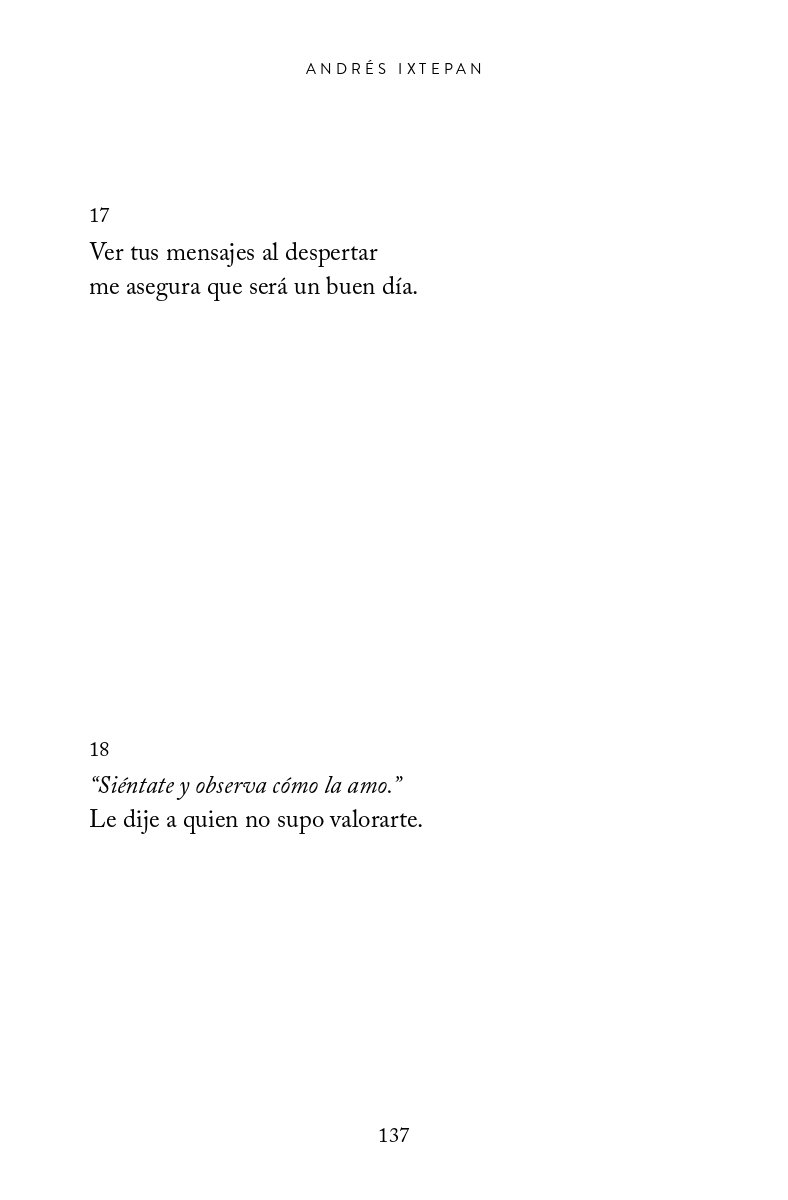 ANDRÉS IXTEPAN
17
Ver tus mensajes al despertar
me asegura que será un buen día.
18
“Siéntate y observa cómo la amo.”
Le dije a quien no supo valorarte.
137